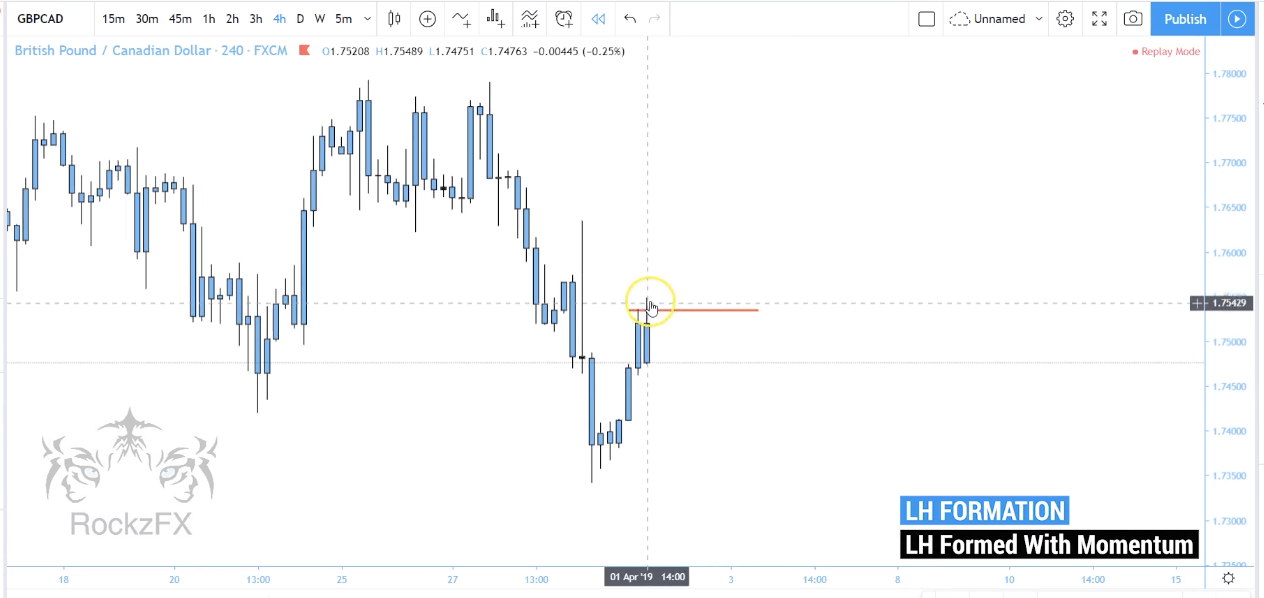 GBPCAD 15m 30m 45m 1h 2h 3h 4h D W 5m Unnamed Publish
British Pound / Canadian Dollar · 240 · FXCM O1.75208 H1.75489 L1.74751 C1.74763 −0.00445 (−0.25%) Replay Mode
1.78000
1.77500
1.77000
1.76500
1.76000
1.75429
1.75000
1.74500
1.74000
1.73500
1.73000
RockzFX
LH FORMATION
LH Formed With Momentum
18 20 13:00 25 27 13:00 01 Apr '19 14:00 3 14:00 8 10 14:00 15